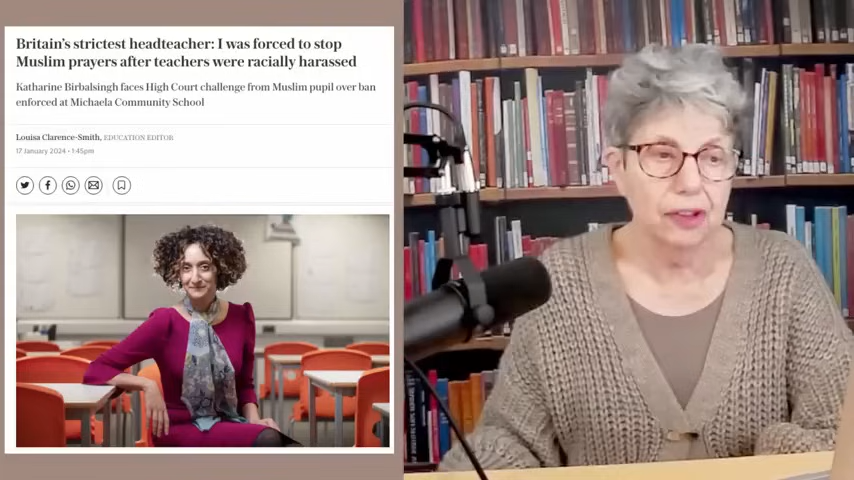 Britain's strictest headteacher: I was forced to stop
Muslim prayers after teachers were racially harassed
Katharine Birbalsingh faces High Court challenge from Muslim pupil over ban
enforced at Michaela Community School
Louisa Clarence-Smith, EDUCATION EDITOR
17 January 2024 • 1:45pm